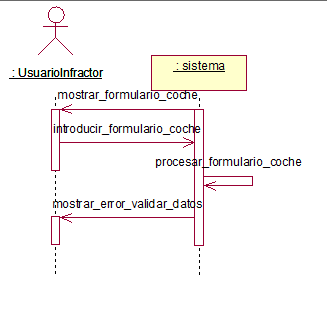 : UsuarioInfractor
: sistema
mostrar_formulario_coche
introducir_formulario_coche
procesar_formulario_coche
mostrar_error_validar_datos